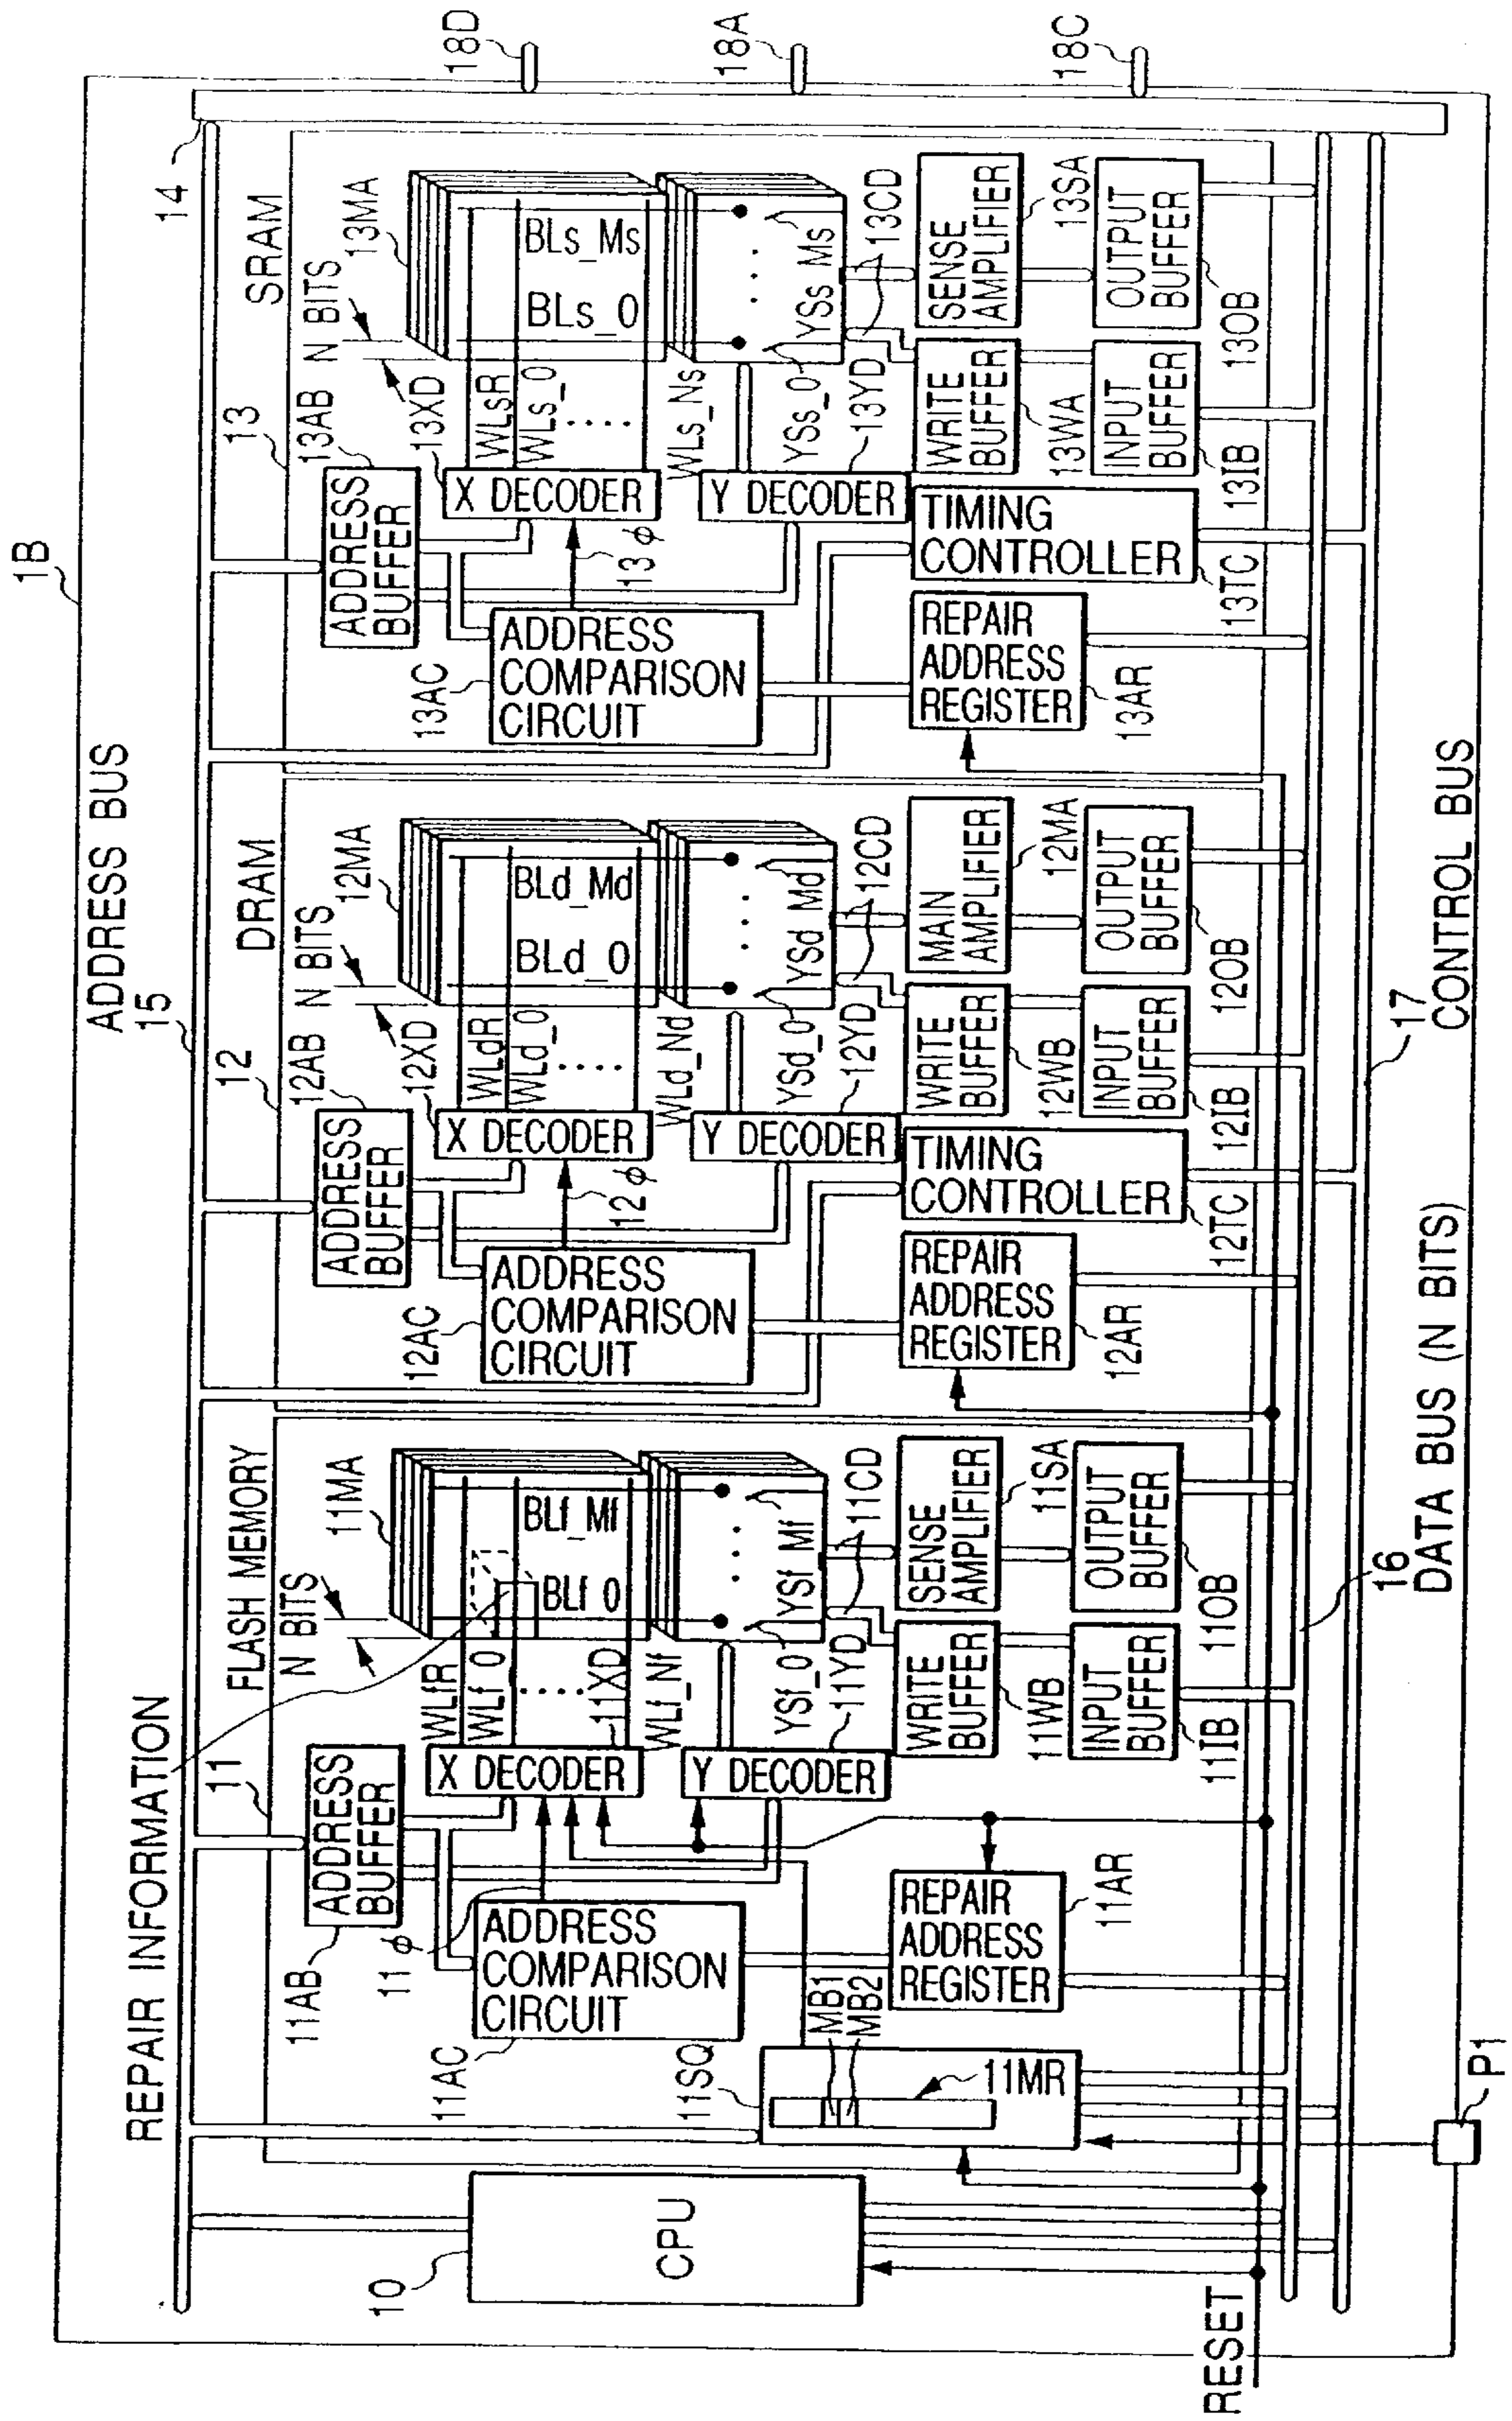 1B
ADDRESS BUS
15
REPAIR INFORMATION
14
18D
18A
18C
10
CPU
RESET
P1
11
FLASH MEMORY
N BITS
11MA
11AB
ADDRESS
BUFFER
WLfR
WLf_0
WLf_Nf
BLf_Mf
BLf_0
X DECODER
11XD
11φ
11AC
ADDRESS
COMPARISON
CIRCUIT
YSf_0
YSf_Mf
Y DECODER
11YD
11CD
11SQ
MB1
MB2
11MR
REPAIR
ADDRESS
REGISTER
11AR
WRITE
BUFFER
11WB
SENSE
AMPLIFIER
11SA
INPUT
BUFFER
11IB
OUTPUT
BUFFER
11OB
12
DRAM
N BITS
12MA
12AB
ADDRESS
BUFFER
12XD
X DECODER
WLdR
WLd_0
WLd_Nd
BLd_Md
BLd_0
12φ
12AC
ADDRESS
COMPARISON
CIRCUIT
Y DECODER
12YD
YSd_0
YSd_Md
12CD
REPAIR
ADDRESS
REGISTER
12AR
TIMING
CONTROLLER
12TC
WRITE
BUFFER
12WB
MAIN
AMPLIFIER
12MA
INPUT
BUFFER
12IB
OUTPUT
BUFFER
12OB
13
SRAM
N BITS
13MA
13AB
ADDRESS
BUFFER
13XD
X DECODER
WLsR
WLs_0
WLs_Ns
BLs_Ms
BLs_0
13φ
13AC
ADDRESS
COMPARISON
CIRCUIT
Y DECODER
13YD
YSs_0
YSs_Ms
13CD
REPAIR
ADDRESS
REGISTER
13AR
TIMING
CONTROLLER
13TC
WRITE
BUFFER
13WA
SENSE
AMPLIFIER
13SA
INPUT
BUFFER
13IB
OUTPUT
BUFFER
13OB
16
DATA BUS (N BITS)
17
CONTROL BUS